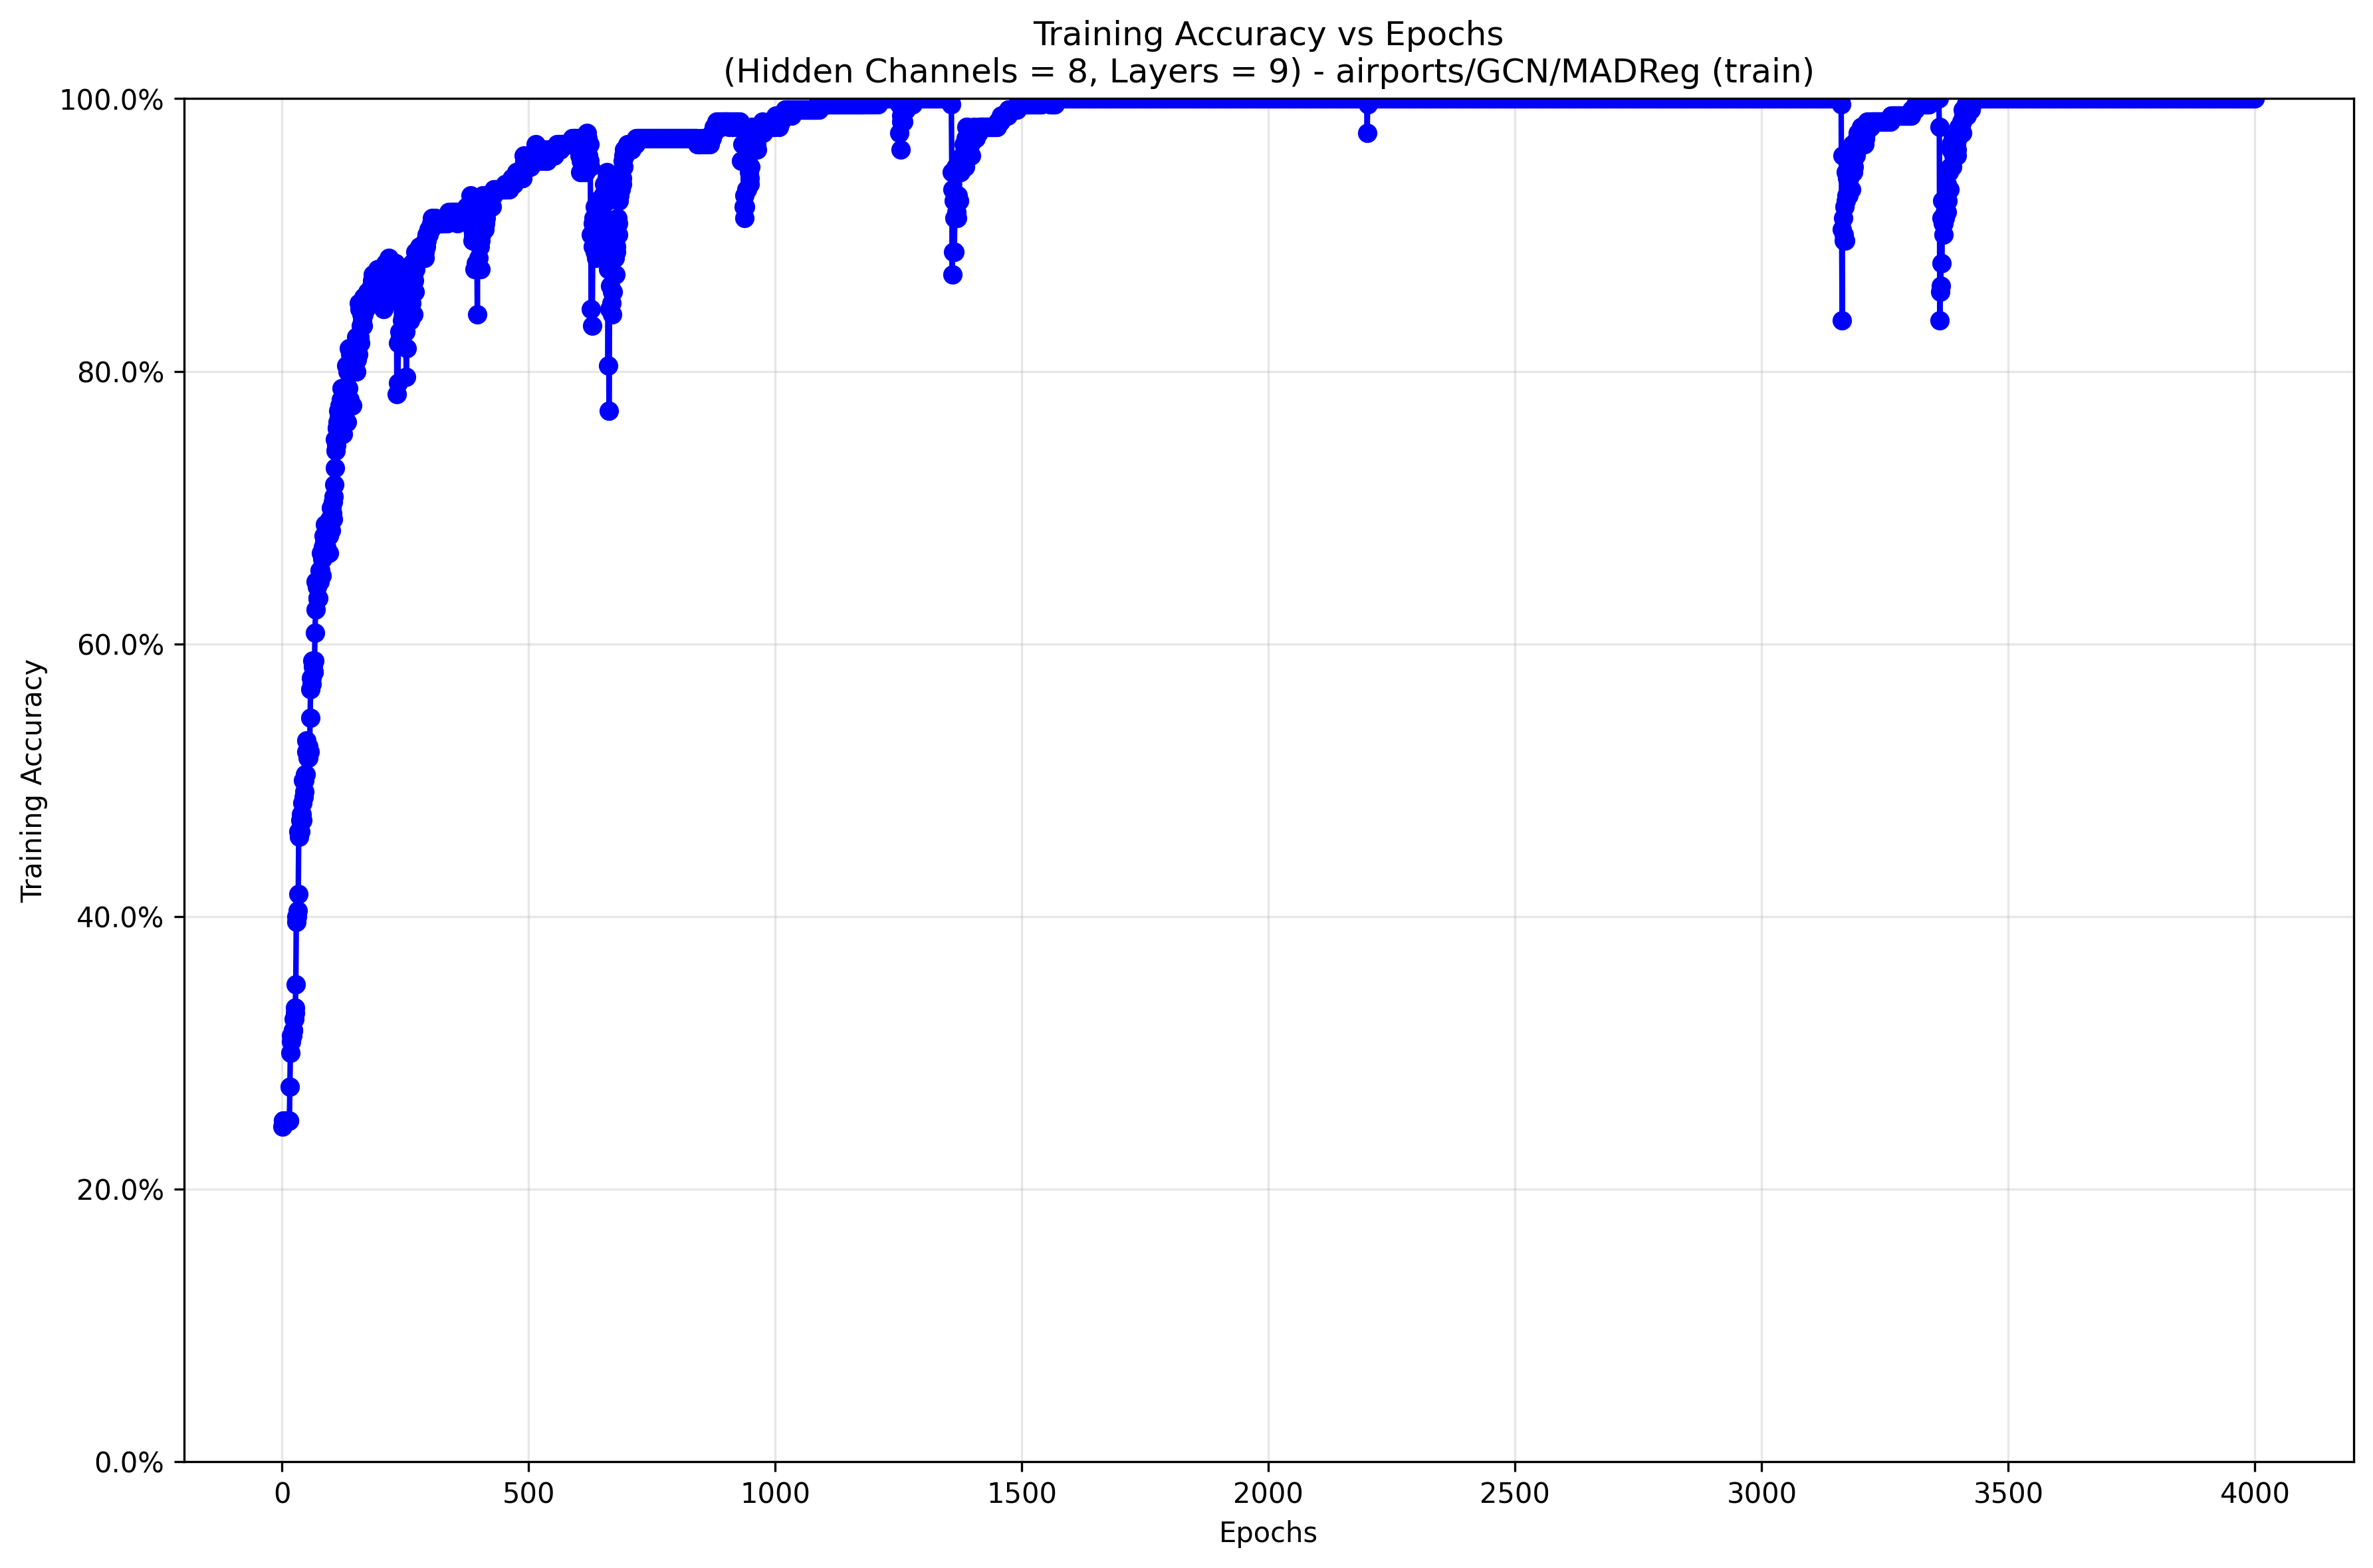 Training Accuracy vs Epochs
(Hidden Channels = 8, Layers = 9) - airports/GCN/MADReg (train)
100.0%
80.0%
60.0%
40.0%
20.0%
0.0%
Training Accuracy
0 500 1000 1500 2000 2500 3000 3500 4000
Epochs